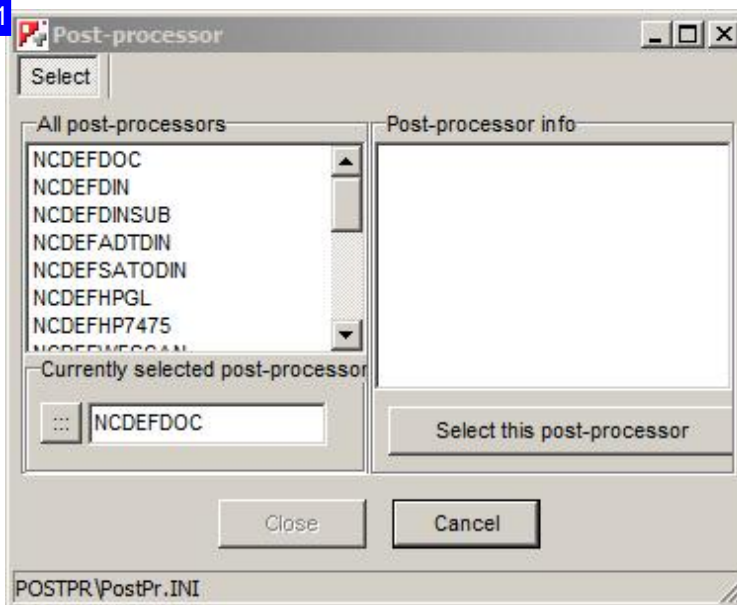 1
Post-processor
Select
All post-processors
NCDEFDOC
NCDEFDIN
NCDEFDINSUB
NCDEFADTDIN
NCDEFSATODIN
NCDEFHPGL
NCDEFHP7475
Currently selected post-processor
::: NCDEFDOC
Post-processor info
Select this post-processor
Close
Cancel
POSTPR\PostPr.INI